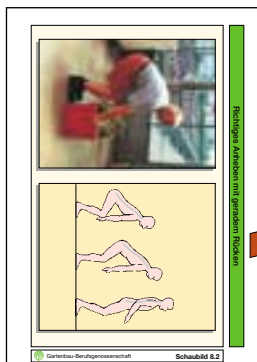 Richtiges Anheben mit geradem Rücken
Gartenbau-Berufsgenossenschaft
Schaubild 8.2